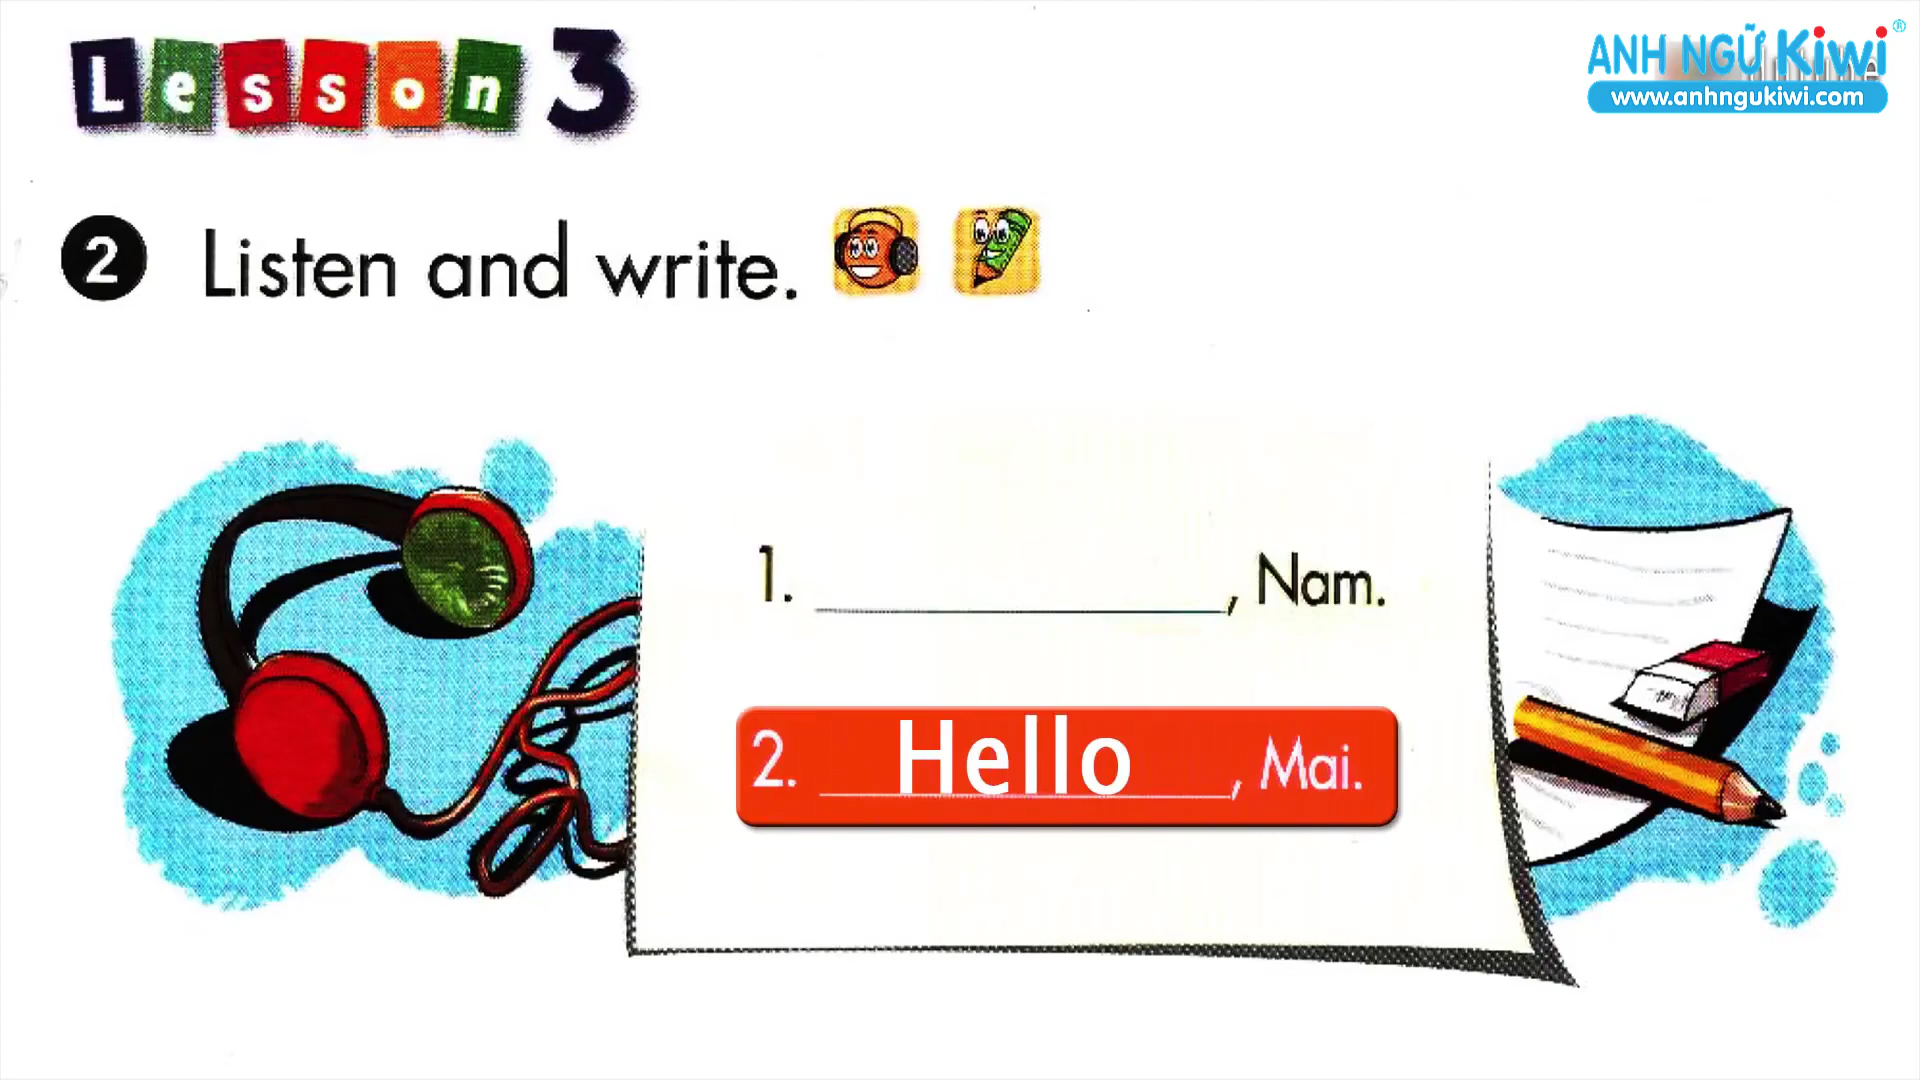 Lesson 3
ANH NGỮ Kiwi®
www.anhngukiwi.com
2 Listen and write.
1. ____________, Nam.
2. Hello, Mai.